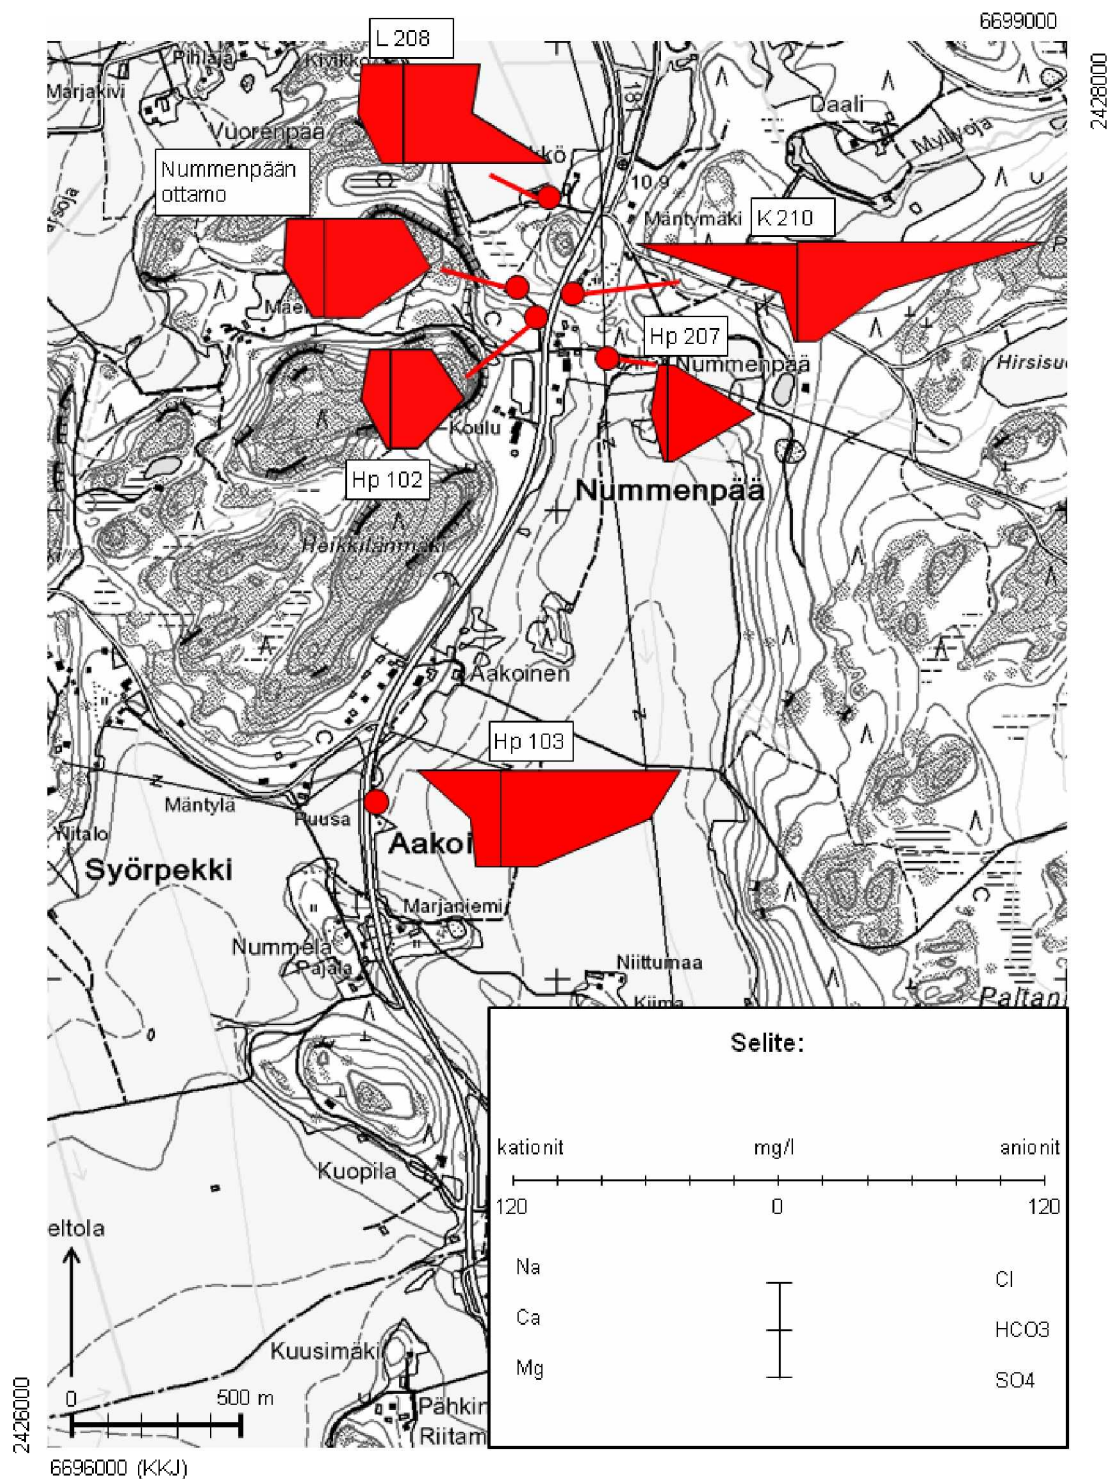 6699000
2428000
L 208
Pihlaja
Kivikko
Marjakivi
Vuorenpää
Daali
Myllyoja
Nummenpään
ottamo
kkö
181
10.9
Mäntymäki
K 210
Hp 207
Nummenpää
Hirsisu
Koulu
Hp 102
Nummenpää
Heikkilänmäki
Aakoinen
Hp 103
Mäntylä
Puusa
Ylitalo
Aakoi
Syörpekki
Marjaniemi
Nummela
Pajala
Niittumaa
Kiima
Paltani
Selite:
kationit mg/l anionit
120 0 120
Kuopila
eltola
Na
Cl
Ca
HCO3
Mg
SO4
Kuusimäki
0 500 m
Pähkin
Riitam
2426000
6696000 (KKJ)